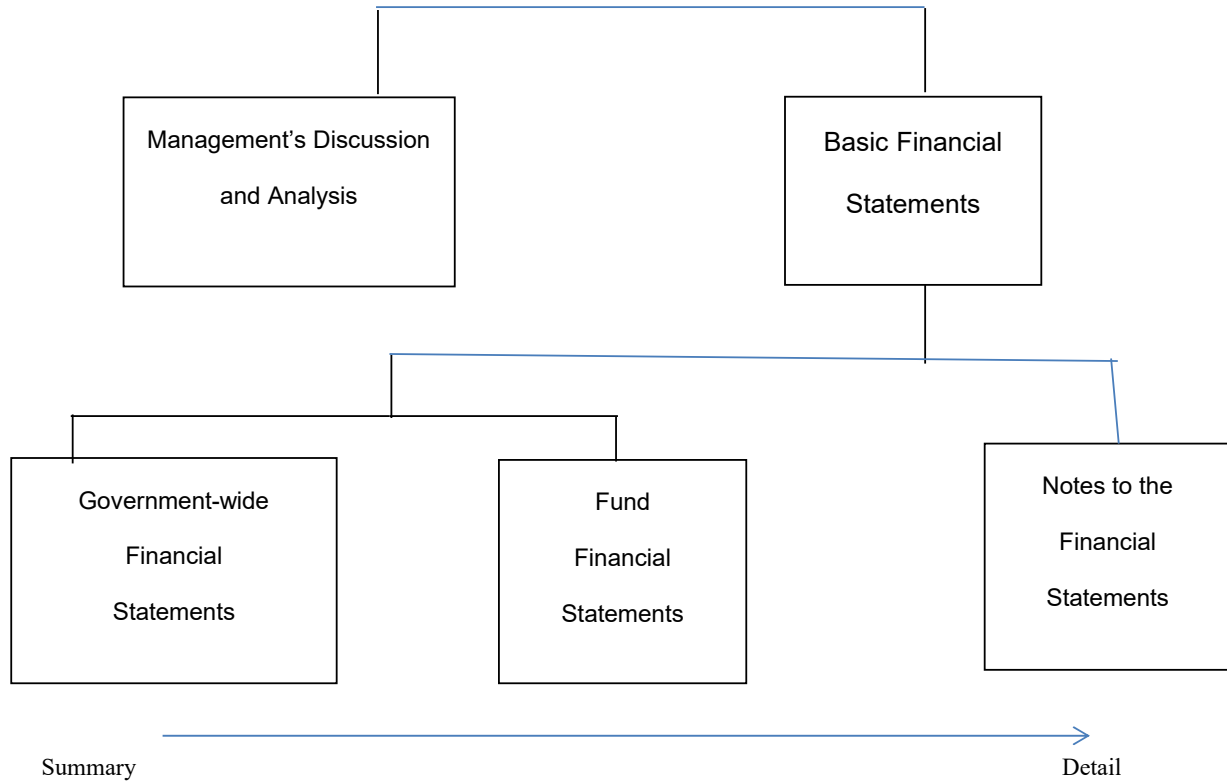 Management’s Discussion
and Analysis
Basic Financial
Statements
Government-wide
Financial
Statements
Fund
Financial
Statements
Notes to the
Financial
Statements
Summary
Detail